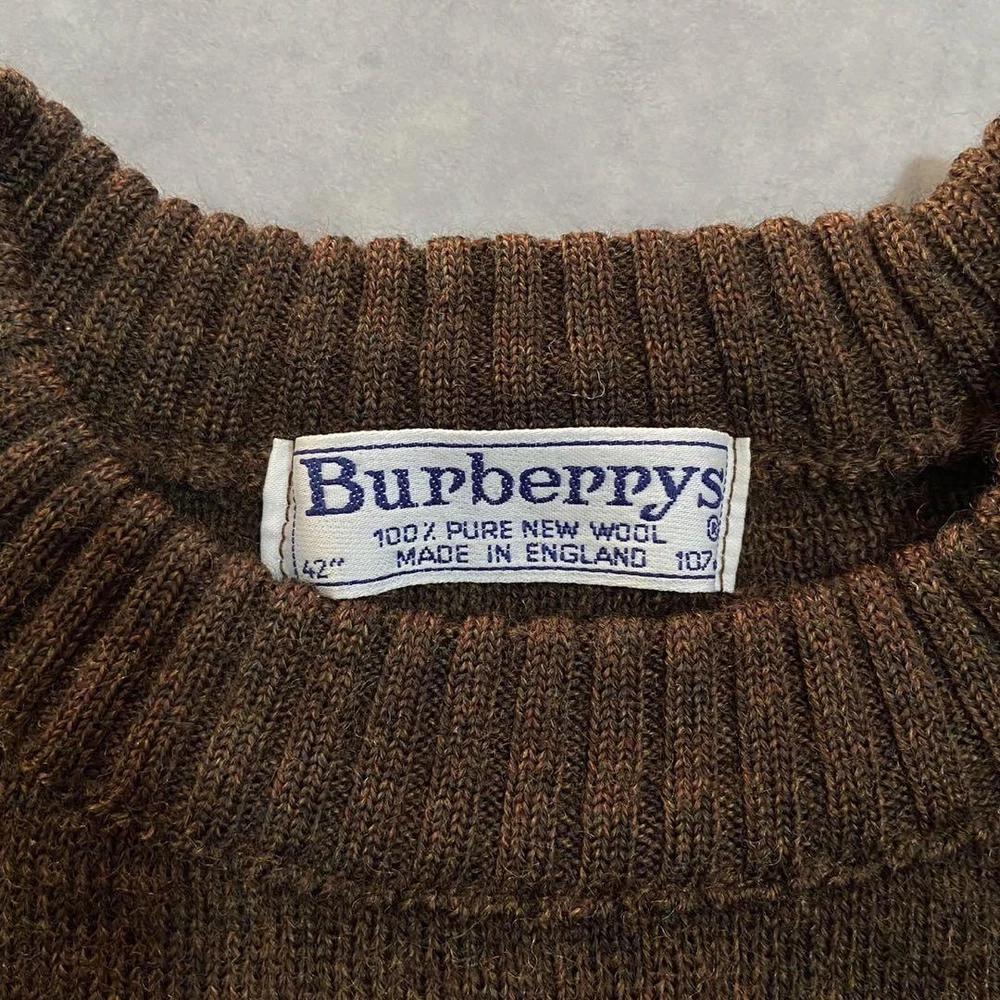 Burberrys
®
100% PURE NEW WOOL
42" MADE IN ENGLAND